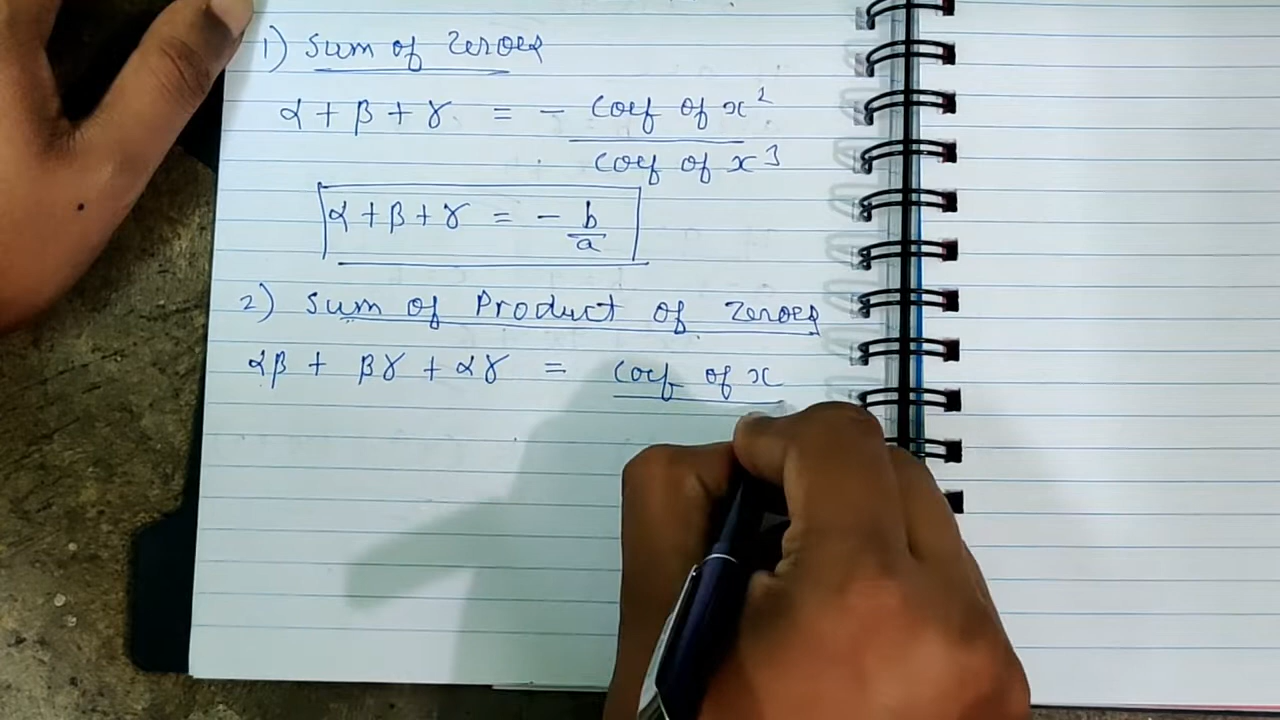 1) Sum of Zeroes
α + β + γ = - coef of x²
coef of x³
α + β + γ = - b
a
2) Sum of Product of Zeroes
αβ + βγ + αγ = coef of x